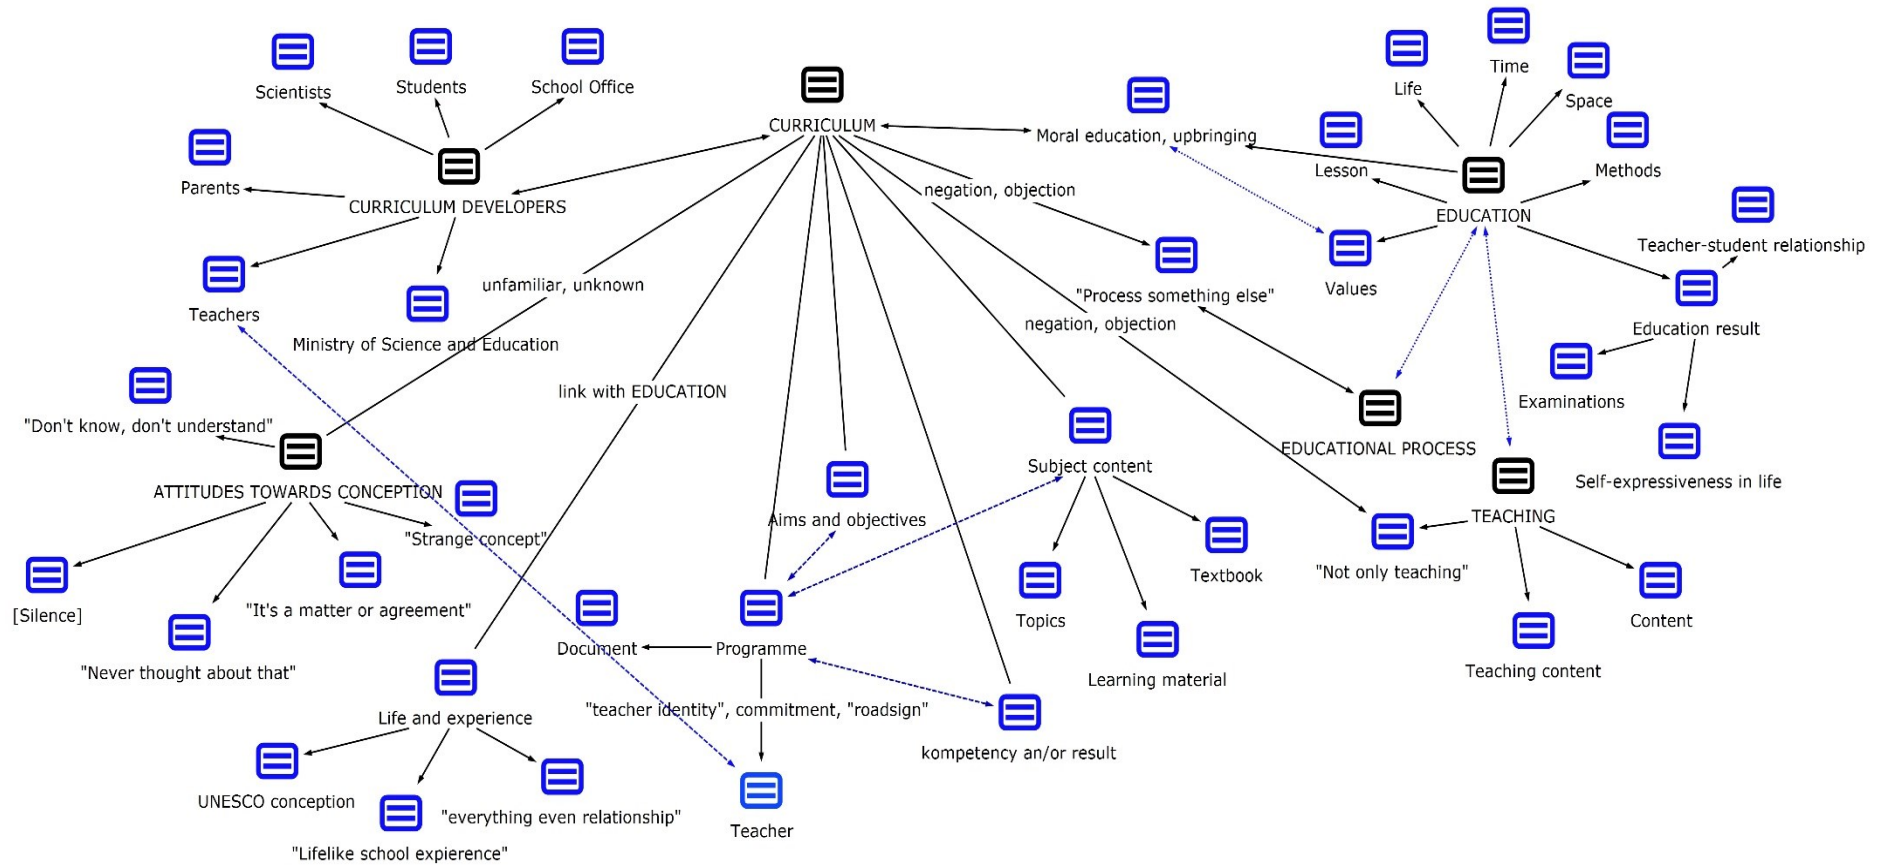 Scientists
Students
School Office
CURRICULUM
Moral education, upbringing
Life
Time
Space
Lesson
Methods
Parents
CURRICULUM DEVELOPERS
negation, objection
EDUCATION
Teacher-student relationship
Teachers
unfamiliar, unknown
"Process something else"
Values
Ministry of Science and Education
negation, objection
Education result
link with EDUCATION
Examinations
"Don't know, don't understand"
EDUCATIONAL PROCESS
Subject content
Self-expressiveness in life
ATTITUDES TOWARDS CONCEPTION
Aims and objectives
TEACHING
"Strange concept"
Textbook
"Not only teaching"
[Silence]
"It's a matter or agreement"
Topics
Content
Document
Programme
"Never thought about that"
Learning material
Teaching content
"teacher identity", commitment, "roadsign"
Life and experience
kompetency an/or result
UNESCO conception
"everything even relationship"
Teacher
"Lifelike school expierence"